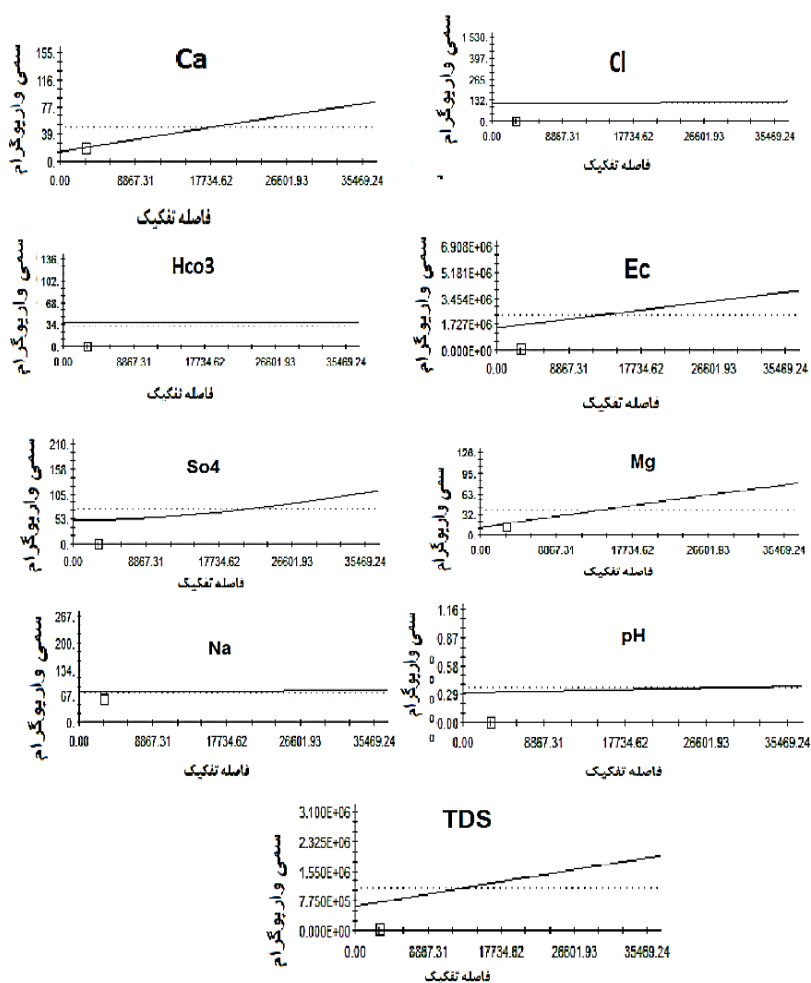 Ca
سمی واریوگرام
155.
116.
77.
39.
0.
0.00 8867.31 17734.62 26601.93 35469.24
فاصله تفکیک
Cl
سمی واریوگرام
1530.
397.
265.
132.
0.
0.00 8867.31 17734.62 26601.93 35469.24
فاصله تفکیک
Hco3
سمی واریوگرام
136.
102.
68.
34.
0.
0.00 8867.31 17734.62 26601.93 35469.24
فاصله تفکیک
Ec
سمی واریوگرام
6.908E+06
5.181E+06
3.454E+06
1.727E+06
0.000E+00
0.00 8867.31 17734.62 26601.93 35469.24
فاصله تفکیک
So4
سمی واریوگرام
210.
158.
105.
53.
0.
0.00 8867.31 17734.62 26601.93 35469.24
فاصله تفکیک
Mg
سمی واریوگرام
126.
95.
63.
32.
0.
0.00 8867.31 17734.62 26601.93 35469.24
فاصله تفکیک
Na
سمی واریوگرام
267.
200.
134.
67.
0.
0.00 8867.31 17734.62 26601.93 35469.24
فاصله تفکیک
pH
سمی واریوگرام
1.16
0.87
0.58
0.29
0.00
0.00 8867.31 17734.62 26601.93 35469.24
فاصله تفکیک
TDS
سمی واریوگرام
3.100E+06
2.325E+06
1.550E+06
7.750E+05
0.000E+00
0.00 8867.31 17734.62 26601.93 35469.24
فاصله تفکیک